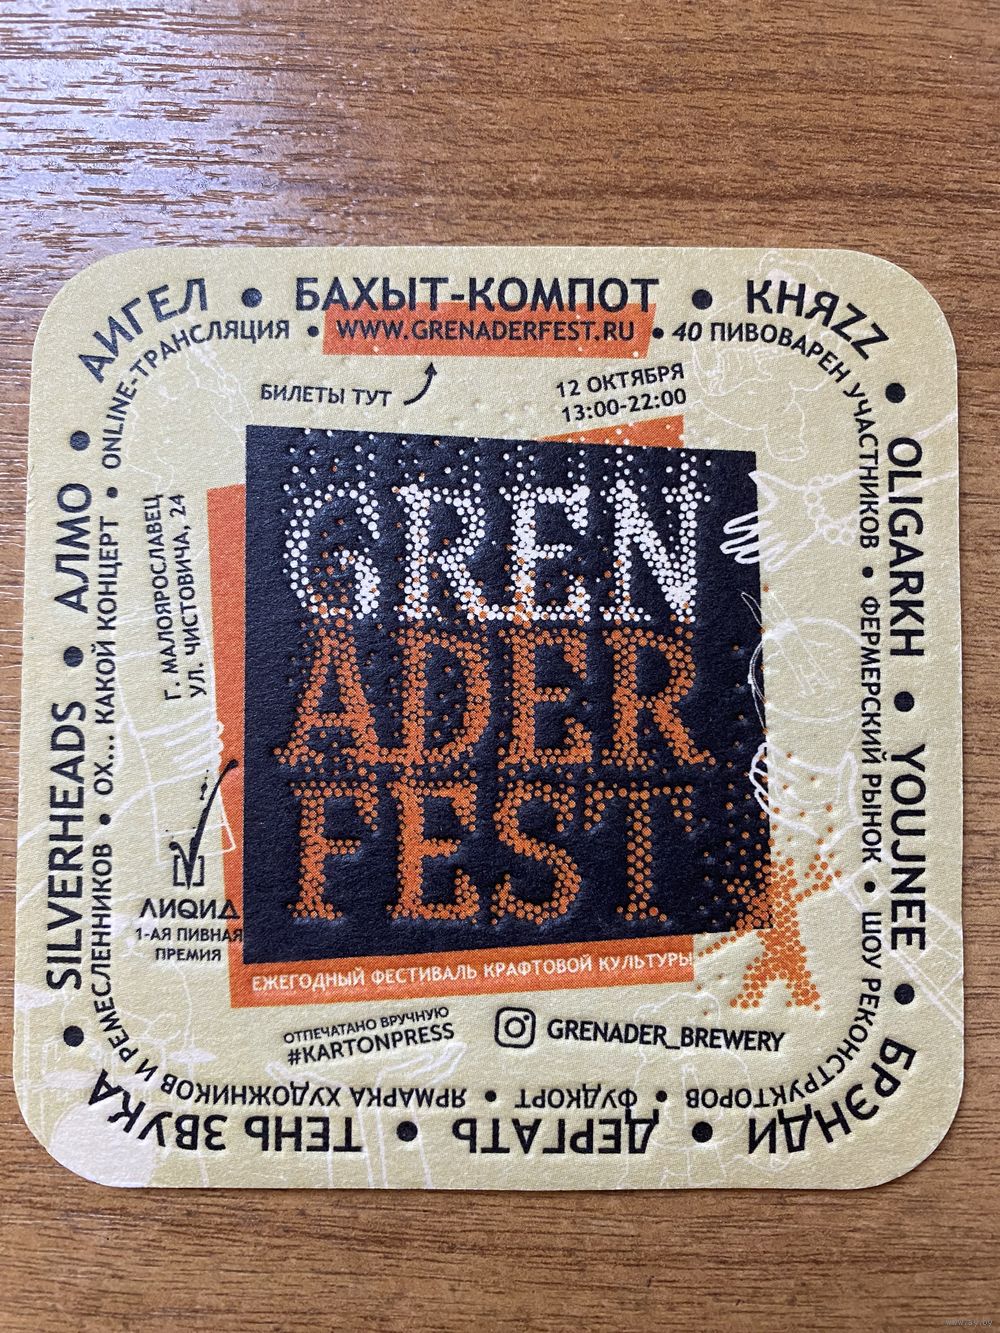 АИГЕЛ • БАХЫТ-КОМПОТ • КНЯZZ • OLIGARKH • YOUJNEE • БРЭНДИ • ДЕРГАТЬ • ТЕНЬ ЗВУКА • SILVERHEADS • АЛМО •
ONLINE-ТРАНСЛЯЦИЯ • WWW.GRENADERFEST.RU • 40 ПИВОВАРЕН УЧАСТНИКОВ • ФЕРМЕРСКИЙ РЫНОК • ШОУ РЕКОНСТРУКТОРОВ • ФУДКОРТ • ЯРМАРКА ХУДОЖНИКОВ И РЕМЕСЛЕННИКОВ • ОХ... КАКОЙ КОНЦЕРТ •
БИЛЕТЫ ТУТ
12 ОКТЯБРЯ
13:00-22:00
Г. МАЛОЯРОСЛАВЕЦ
УЛ. ЧИСТОВИЧА, 24
GREN
ADER
FEST
ЛИQИД
1-АЯ ПИВНАЯ
ПРЕМИЯ
ЕЖЕГОДНЫЙ ФЕСТИВАЛЬ КРАФТОВОЙ КУЛЬТУРЫ
ОТПЕЧАТАНО ВРУЧНУЮ
#KARTONPRESS
GRENADER_BREWERY
www.ay.by